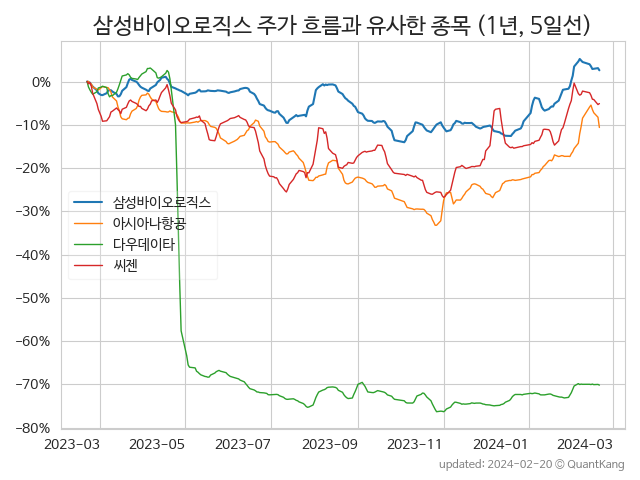 삼성바이오로직스 주가 흐름과 유사한 종목 (1년, 5일선)
0%
−10%
−20%
−30%
−40%
−50%
−60%
−70%
−80%
삼성바이오로직스
아시아나항공
다우데이타
씨젠
2023-03 2023-05 2023-07 2023-09 2023-11 2024-01 2024-03
updated: 2024-02-20 © QuantKang